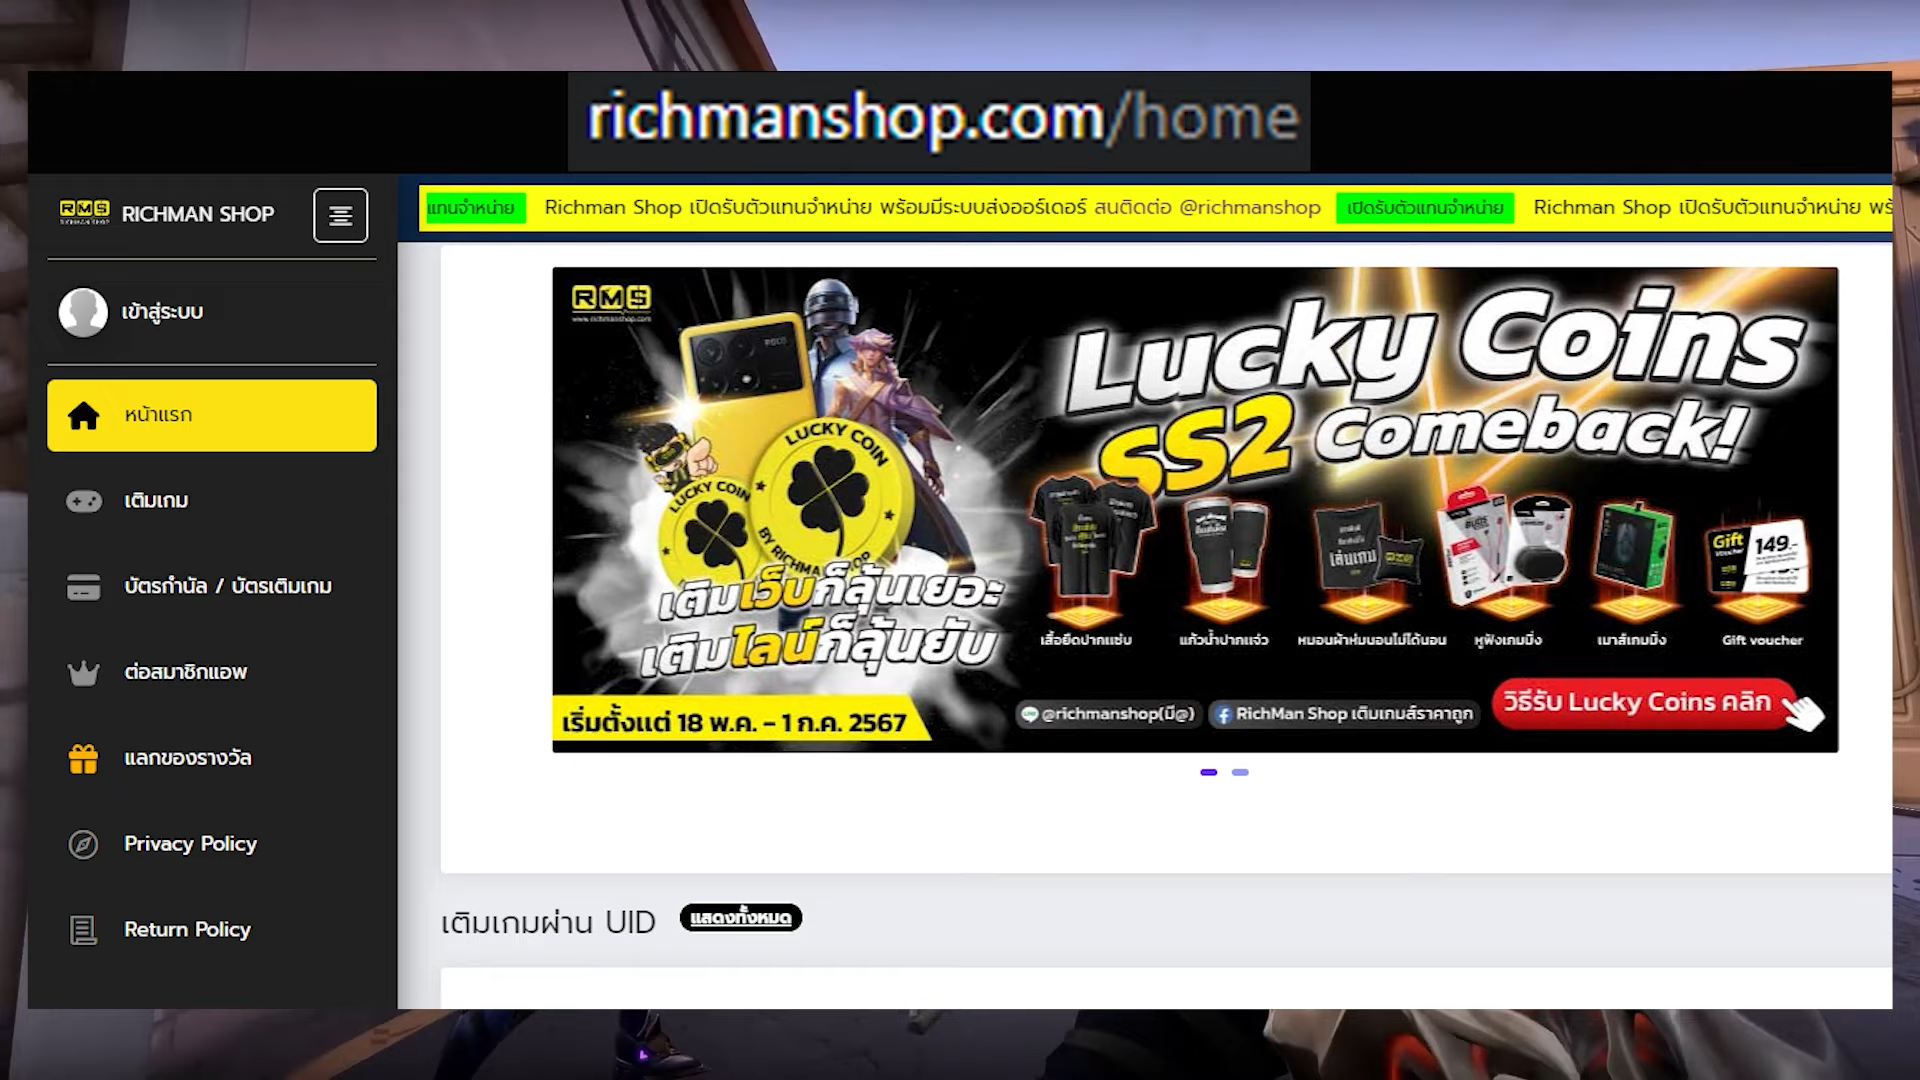 richmanshop.com/home
RMS
RICHMAN SHOP
RICHMAN SHOP
แทนจำหน่าย
Richman Shop เปิดรับตัวแทนจำหน่าย พร้อมมีระบบส่งออร์เดอร์ สนติดต่อ @richmanshop
เปิดรับตัวแทนจำหน่าย
Richman Shop เปิดรับตัวแทนจำหน่าย
เข้าสู่ระบบ
หน้าแรก
เติมเกม
บัตรกำนัล / บัตรเติมเกม
ต่อสมาชิกแอพ
แลกของรางวัล
Privacy Policy
Return Policy
RMS
www.richmanshop.com
POCO
LUCKY COIN
LUCKY COIN
BY RICHMAN SHOP
Lucky Coins
SS2 Comeback!
เติมเว็บก็ลุ้นเยอะ
เติมไลน์ก็ลุ้นยับ
Gift
Voucher
149.-
เสื้อยืดปากแซ่บ
แก้วน้ำปากแจ๋ว
หมอนผ้าห่มนอนไม่ได้นอน
หูฟังเกมมิ่ง
เมาส์เกมมิ่ง
Gift voucher
เริ่มตั้งแต่ 18 พ.ค. - 1 ก.ค. 2567
@richmanshop(มี@)
RichMan Shop เติมเกมส์ราคาถูก
วิธีรับ Lucky Coins คลิก
เติมเกมผ่าน UID
แสดงทั้งหมด